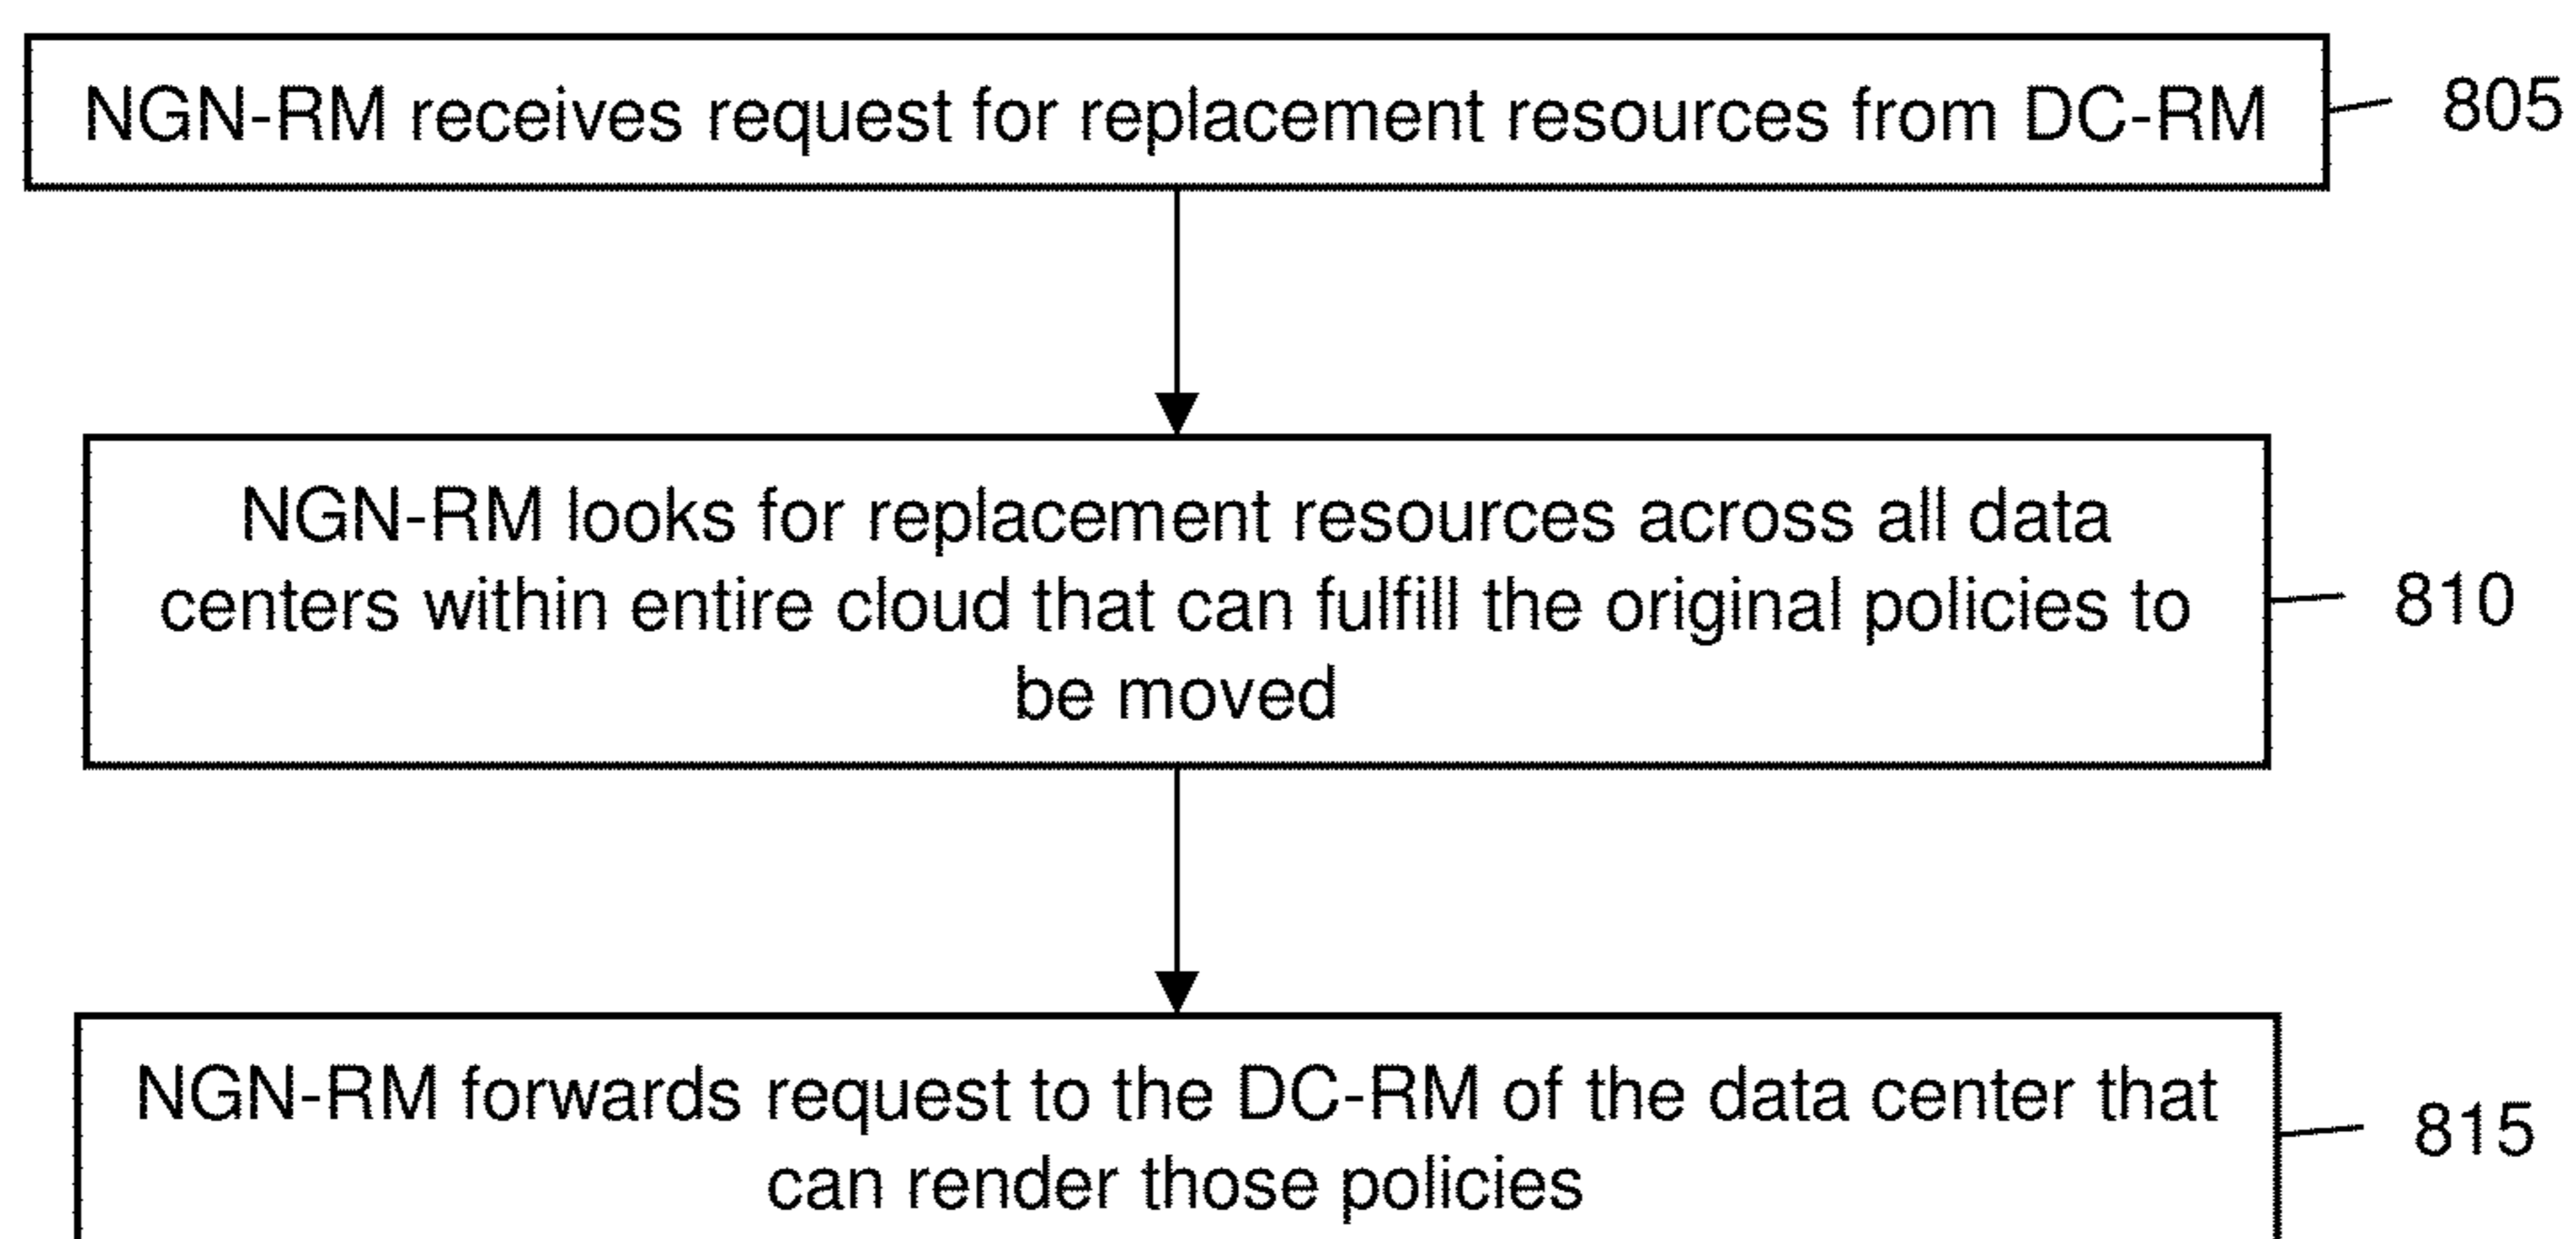 NGN-RM receives request for replacement resources from DC-RM
805
NGN-RM looks for replacement resources across all data
centers within entire cloud that can fulfill the original policies to
be moved
810
NGN-RM forwards request to the DC-RM of the data center that
can render those policies
815